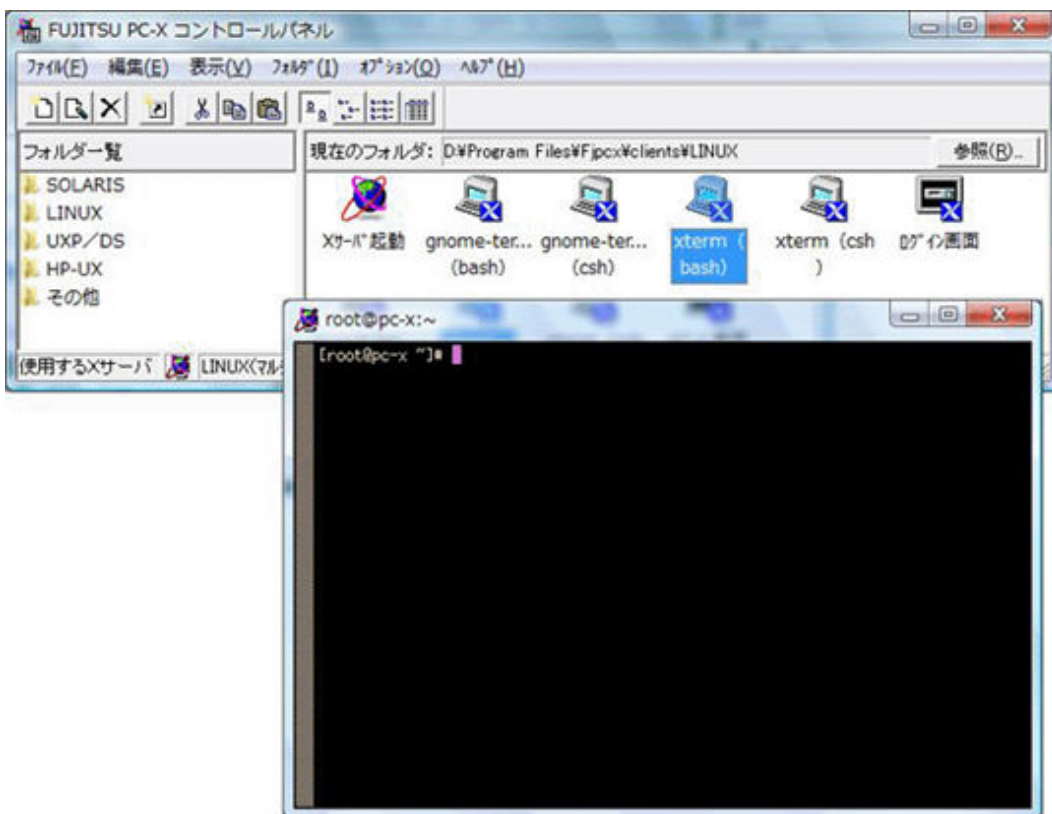 FUJITSU PC-X コントロールパネル
ﾌｧｲﾙ(F) 編集(E) 表示(V) ﾌｫﾙﾀﾞ(I) ｵﾌﾟｼｮﾝ(O) ﾍﾙﾌﾟ(H)
フォルダ一覧
現在のフォルダ: D:¥Program Files¥Fjpcx¥clients¥LINUX 参照(R)...
SOLARIS
LINUX
UXP/DS
HP-UX
その他
Xｻｰﾊﾞ起動
gnome-ter... (bash)
gnome-ter... (csh)
xterm (
bash)
xterm (csh
)
ﾛｸﾞｲﾝ画面
使用するXサーバ LINUX(ﾏﾙ
root@pc-x:~
[root@pc-x ~]#